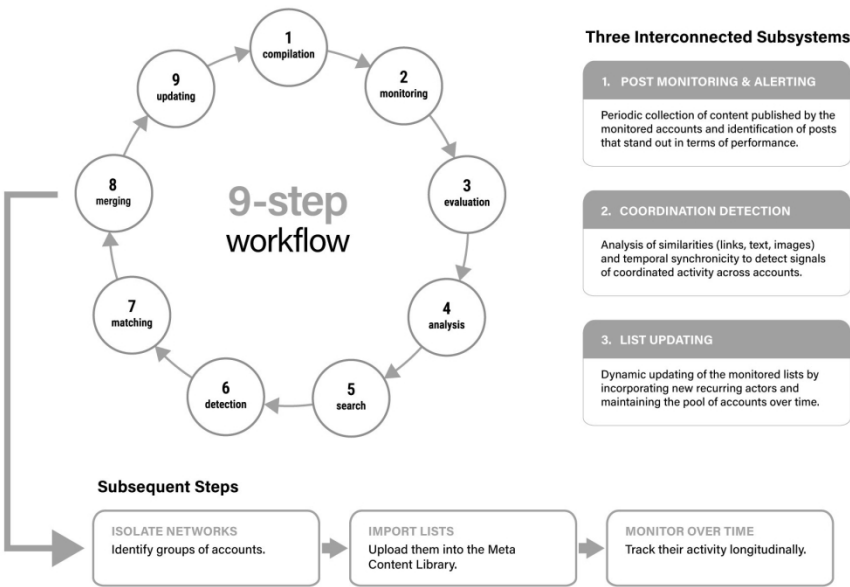 1
compilation
2
monitoring
3
evaluation
4
analysis
5
search
6
detection
7
matching
8
merging
9
updating
9-step
workflow
Three Interconnected Subsystems
1. POST MONITORING & ALERTING
Periodic collection of content published by the
monitored accounts and identification of posts
that stand out in terms of performance.
2. COORDINATION DETECTION
Analysis of similarities (links, text, images)
and temporal synchronicity to detect signals
of coordinated activity across accounts.
3. LIST UPDATING
Dynamic updating of the monitored lists by
incorporating new recurring actors and
maintaining the pool of accounts over time.
Subsequent Steps
ISOLATE NETWORKS
Identify groups of accounts.
IMPORT LISTS
Upload them into the Meta
Content Library.
MONITOR OVER TIME
Track their activity longitudinally.